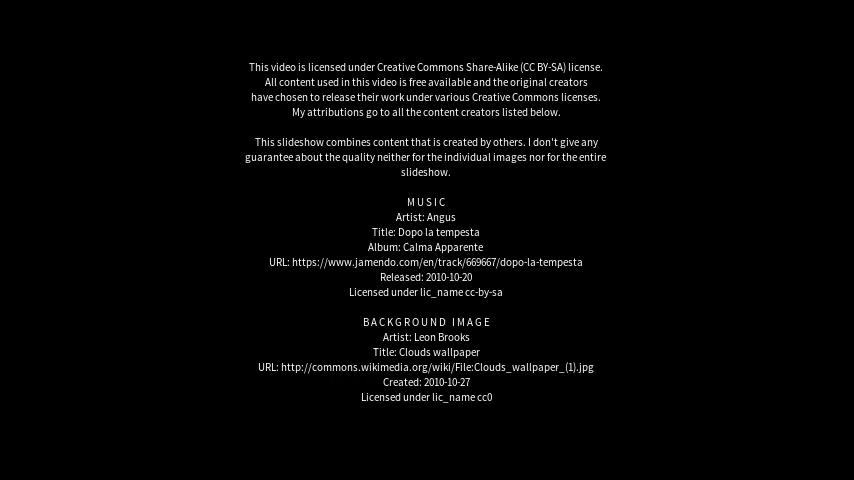 This video is licensed under Creative Commons Share-Alike (CC BY-SA) license.
All content used in this video is free available and the original creators
have chosen to release their work under various Creative Commons licenses.
My attributions go to all the content creators listed below.
This slideshow combines content that is created by others. I don't give any
guarantee about the quality neither for the individual images nor for the entire
slideshow.
MUSIC
Artist: Angus
Title: Dopo la tempesta
Album: Calma Apparente
URL: https://www.jamendo.com/en/track/669667/dopo-la-tempesta
Released: 2010-10-20
Licensed under lic_name cc-by-sa
BACKGROUND IMAGE
Artist: Leon Brooks
Title: Clouds wallpaper
URL: http://commons.wikimedia.org/wiki/File:Clouds_wallpaper_(1).jpg
Created: 2010-10-27
Licensed under lic_name cc0